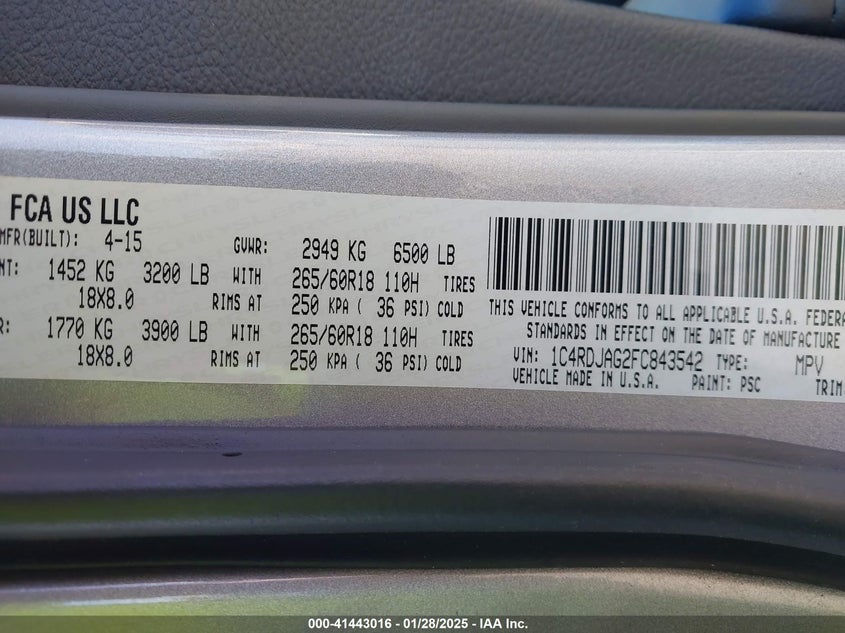 FCA US LLC
MFR(BUILT): 4-15 GVWR: 2949 KG 6500 LB
NT: 1452 KG 3200 LB WITH 265/60R18 110H TIRES
18X8.0 RIMS AT 250 KPA ( 36 PSI) COLD
R: 1770 KG 3900 LB WITH 265/60R18 110H TIRES
18X8.0 RIMS AT 250 KPA ( 36 PSI) COLD
THIS VEHICLE CONFORMS TO ALL APPLICABLE U.S.A. FEDERA
STANDARDS IN EFFECT ON THE DATE OF MANUFACTURE
VIN: 1C4RDJAG2FC843542 TYPE: MPV
VEHICLE MADE IN U.S.A. PAINT: PSC TRIM:
000-41443016 - 01/28/2025 - IAA Inc.